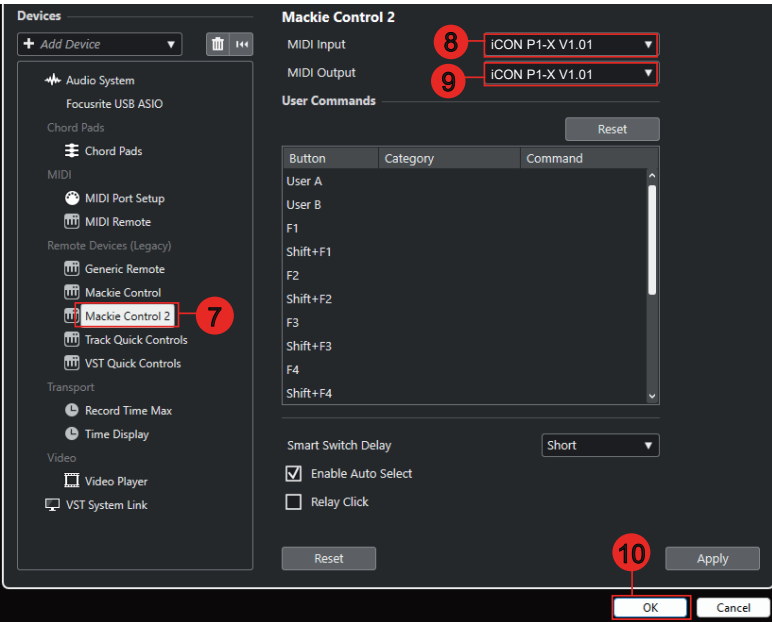 Devices
+ Add Device
Audio System
Focusrite USB ASIO
Chord Pads
Chord Pads
MIDI
MIDI Port Setup
MIDI Remote
Remote Devices (Legacy)
Generic Remote
Mackie Control
Mackie Control 2
7
Track Quick Controls
VST Quick Controls
Transport
Record Time Max
Time Display
Video
Video Player
VST System Link
Mackie Control 2
MIDI Input 8 iCON P1-X V1.01
MIDI Output 9 iCON P1-X V1.01
User Commands
Reset
Button Category Command
User A
User B
F1
Shift+F1
F2
Shift+F2
F3
Shift+F3
F4
Shift+F4
Smart Switch Delay Short
Enable Auto Select
Relay Click
Reset 10 Apply
OK Cancel